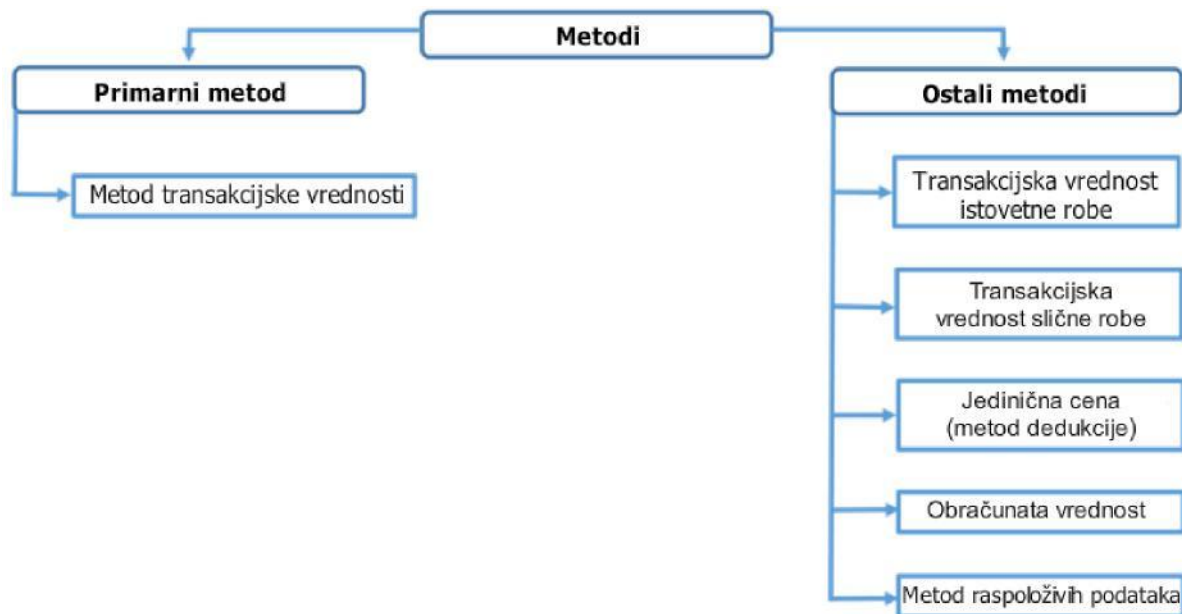 Metodi
Primarni metod
Metod transakcijske vrednosti
Ostali metodi
Transakcijska vrednost
istovetne robe
Transakcijska
vrednost slične robe
Jedinična cena
(metod dedukcije)
Obračunata vrednost
Metod raspoloživih podataka